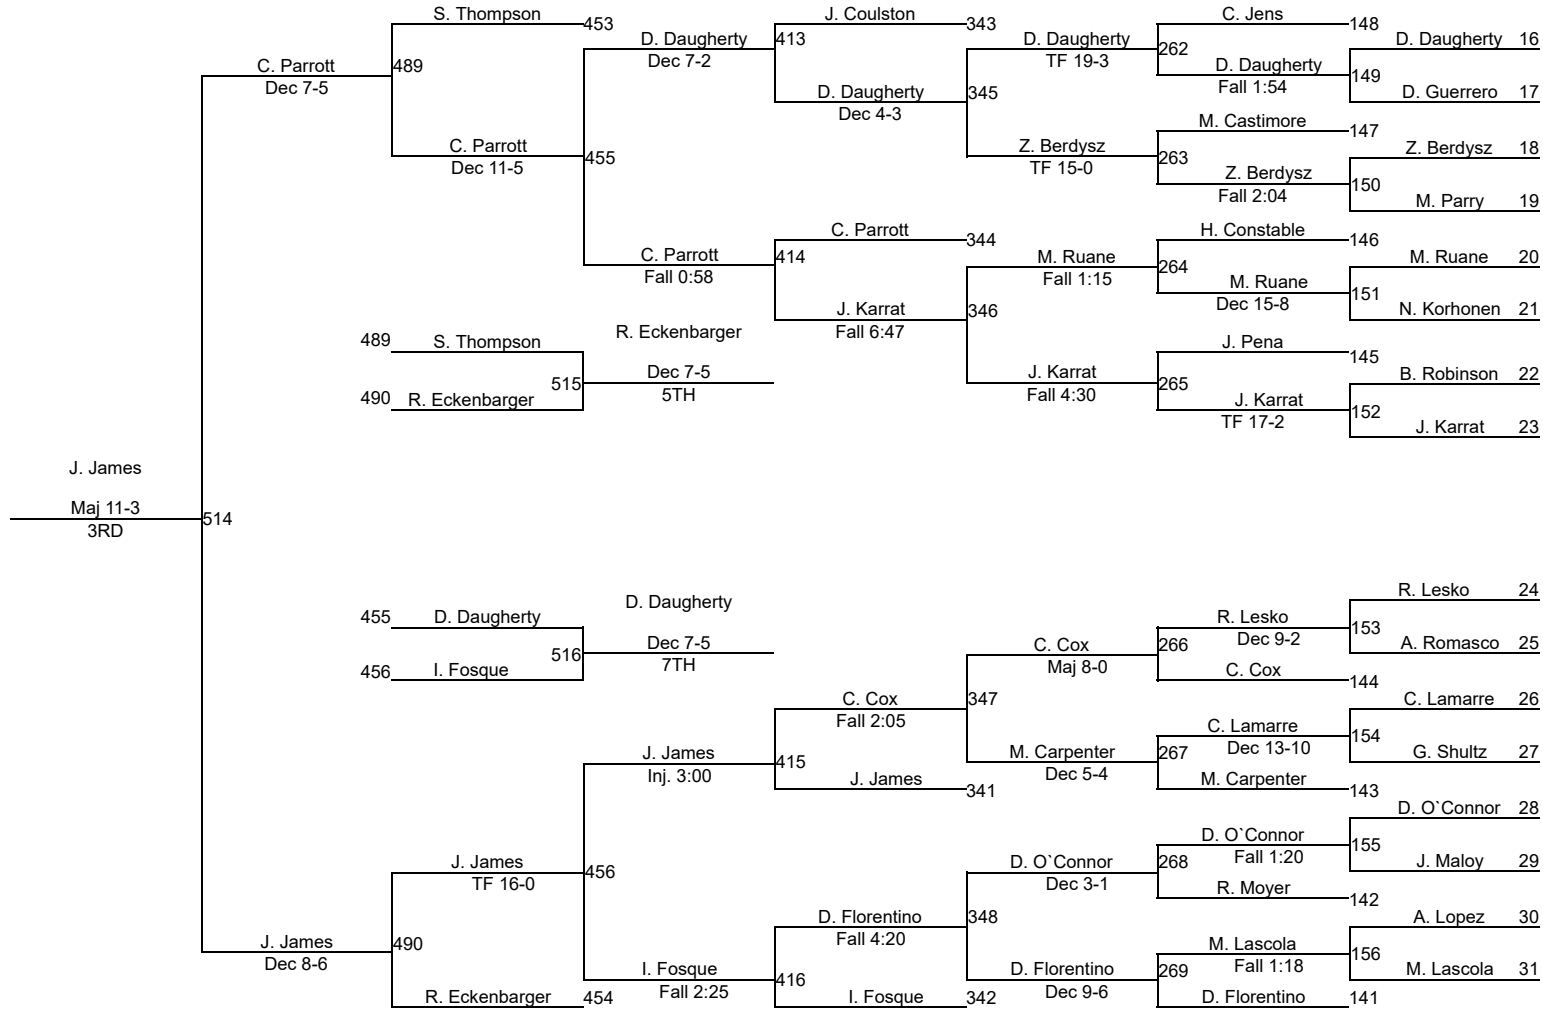 S. Thompson
453
J. Coulston
343
C. Jens
148
D. Daugherty
413
D. Daugherty
262
D. Daugherty 16
Dec 7-2
TF 19-3
C. Parrott
489
D. Daugherty
149
Dec 7-5
Fall 1:54
D. Daugherty
345
D. Guerrero 17
Dec 4-3
M. Castimore
147
C. Parrott
455
Z. Berdysz
263
Z. Berdysz 18
Dec 11-5
TF 15-0
Z. Berdysz
150
Fall 2:04
M. Parry 19
C. Parrott
344
H. Constable
146
C. Parrott
414
M. Ruane
264
M. Ruane 20
Fall 0:58
Fall 1:15
M. Ruane
151
Dec 15-8
J. Karrat
346
N. Korhonen 21
Fall 6:47
R. Eckenbarger
489
S. Thompson
J. Pena
145
515
Dec 7-5
J. Karrat
265
B. Robinson 22
5TH
Fall 4:30
490
R. Eckenbarger
J. Karrat
152
TF 17-2
J. Karrat 23
J. James
Maj 11-3
514
3RD
R. Lesko 24
D. Daugherty
455
D. Daugherty
R. Lesko
153
Dec 9-2
516
Dec 7-5
C. Cox
266
A. Romasco 25
7TH
Maj 8-0
456
I. Fosque
C. Cox
144
C. Cox
347
C. Lamarre 26
Fall 2:05
C. Lamarre
154
Dec 13-10
J. James
415
M. Carpenter
267
G. Shultz 27
Inj. 3:00
Dec 5-4
J. James
341
M. Carpenter
143
D. O`Connor 28
D. O`Connor
155
Fall 1:20
J. James
456
D. O`Connor
268
J. Maloy 29
TF 16-0
Dec 3-1
R. Moyer
142
D. Florentino
348
A. Lopez 30
Fall 4:20
J. James
490
M. Lascola
156
Dec 8-6
Fall 1:18
I. Fosque
416
D. Florentino
269
M. Lascola 31
Fall 2:25
Dec 9-6
R. Eckenbarger
454
I. Fosque
342
D. Florentino
141